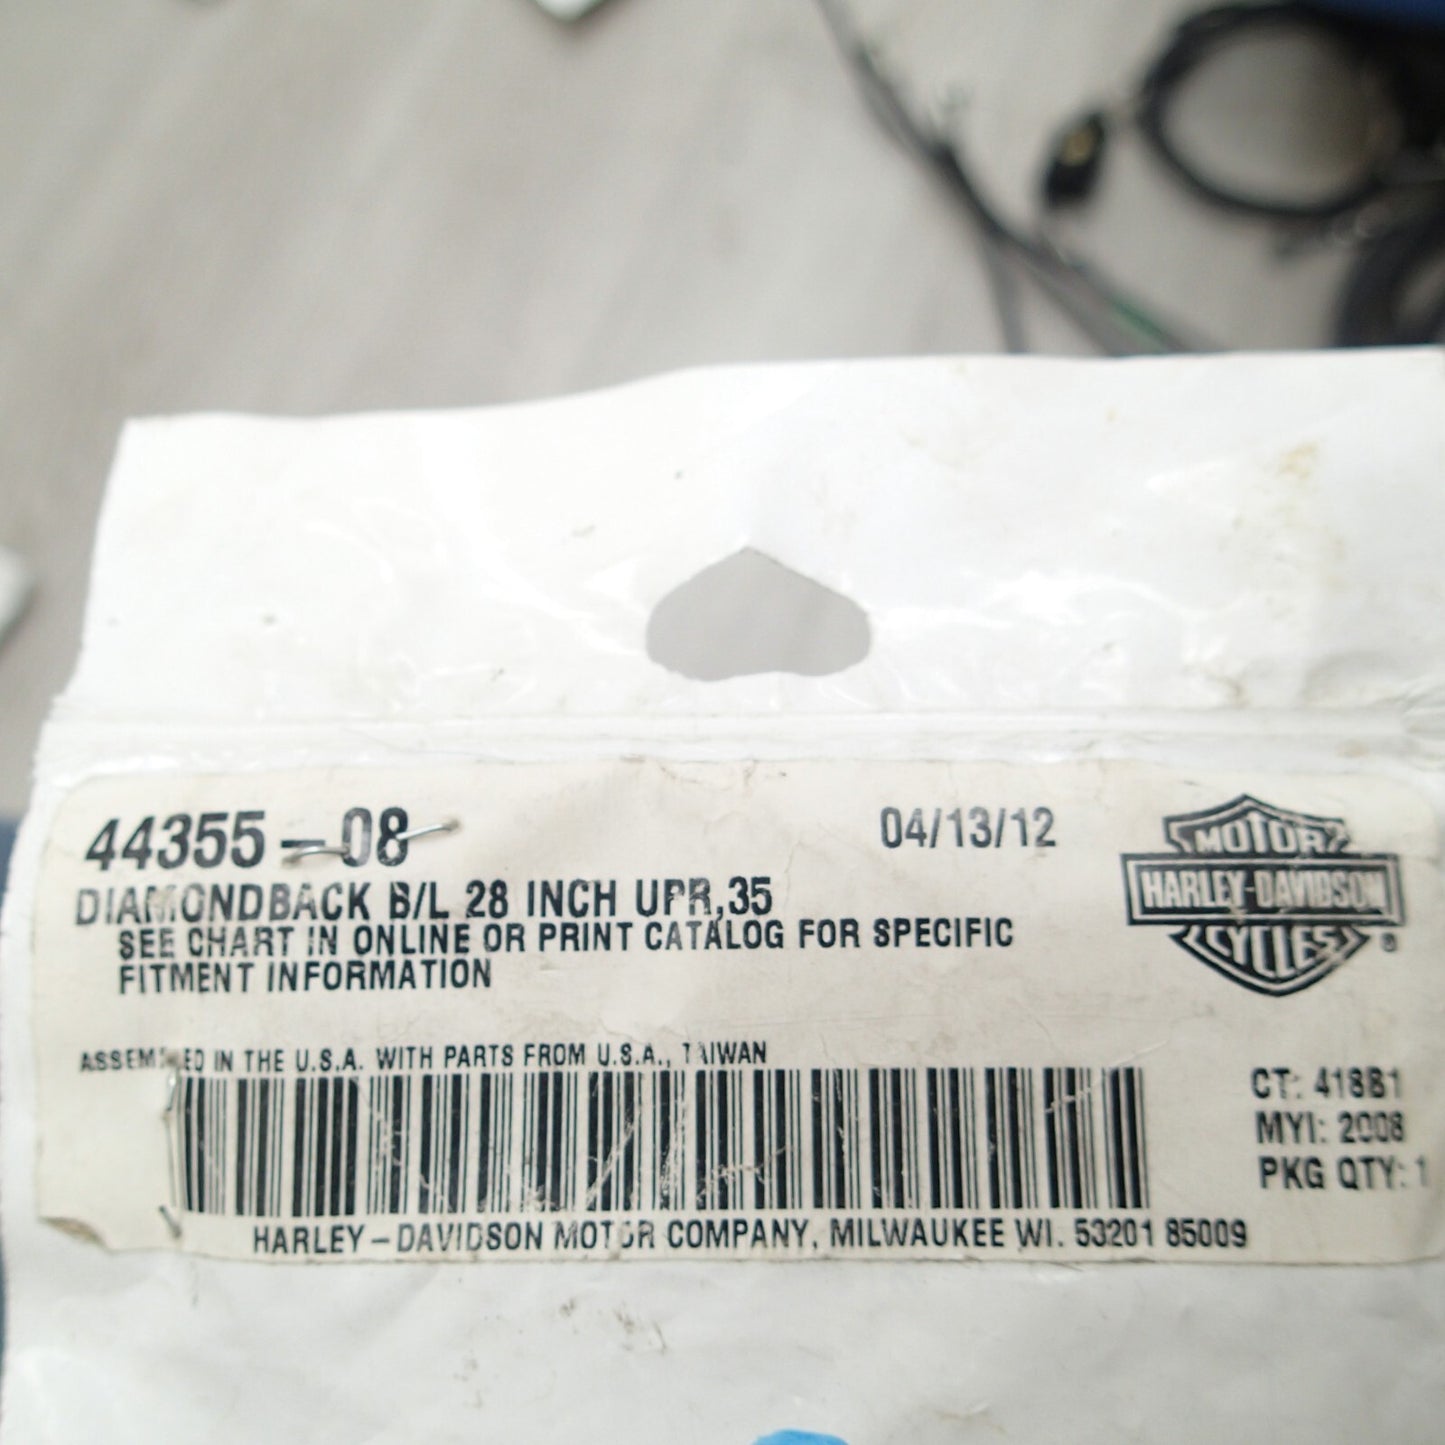 44355-08
04/13/12
DIAMONDBACK B/L 28 INCH UPR,35
SEE CHART IN ONLINE OR PRINT CATALOG FOR SPECIFIC
FITMENT INFORMATION
MOTOR
HARLEY-DAVIDSON
CYCLES
®
ASSEMBLED IN THE U.S.A. WITH PARTS FROM U.S.A., TAIWAN
CT: 418B1
MYI: 2008
PKG QTY: 1
HARLEY-DAVIDSON MOTOR COMPANY, MILWAUKEE WI. 53201 85009